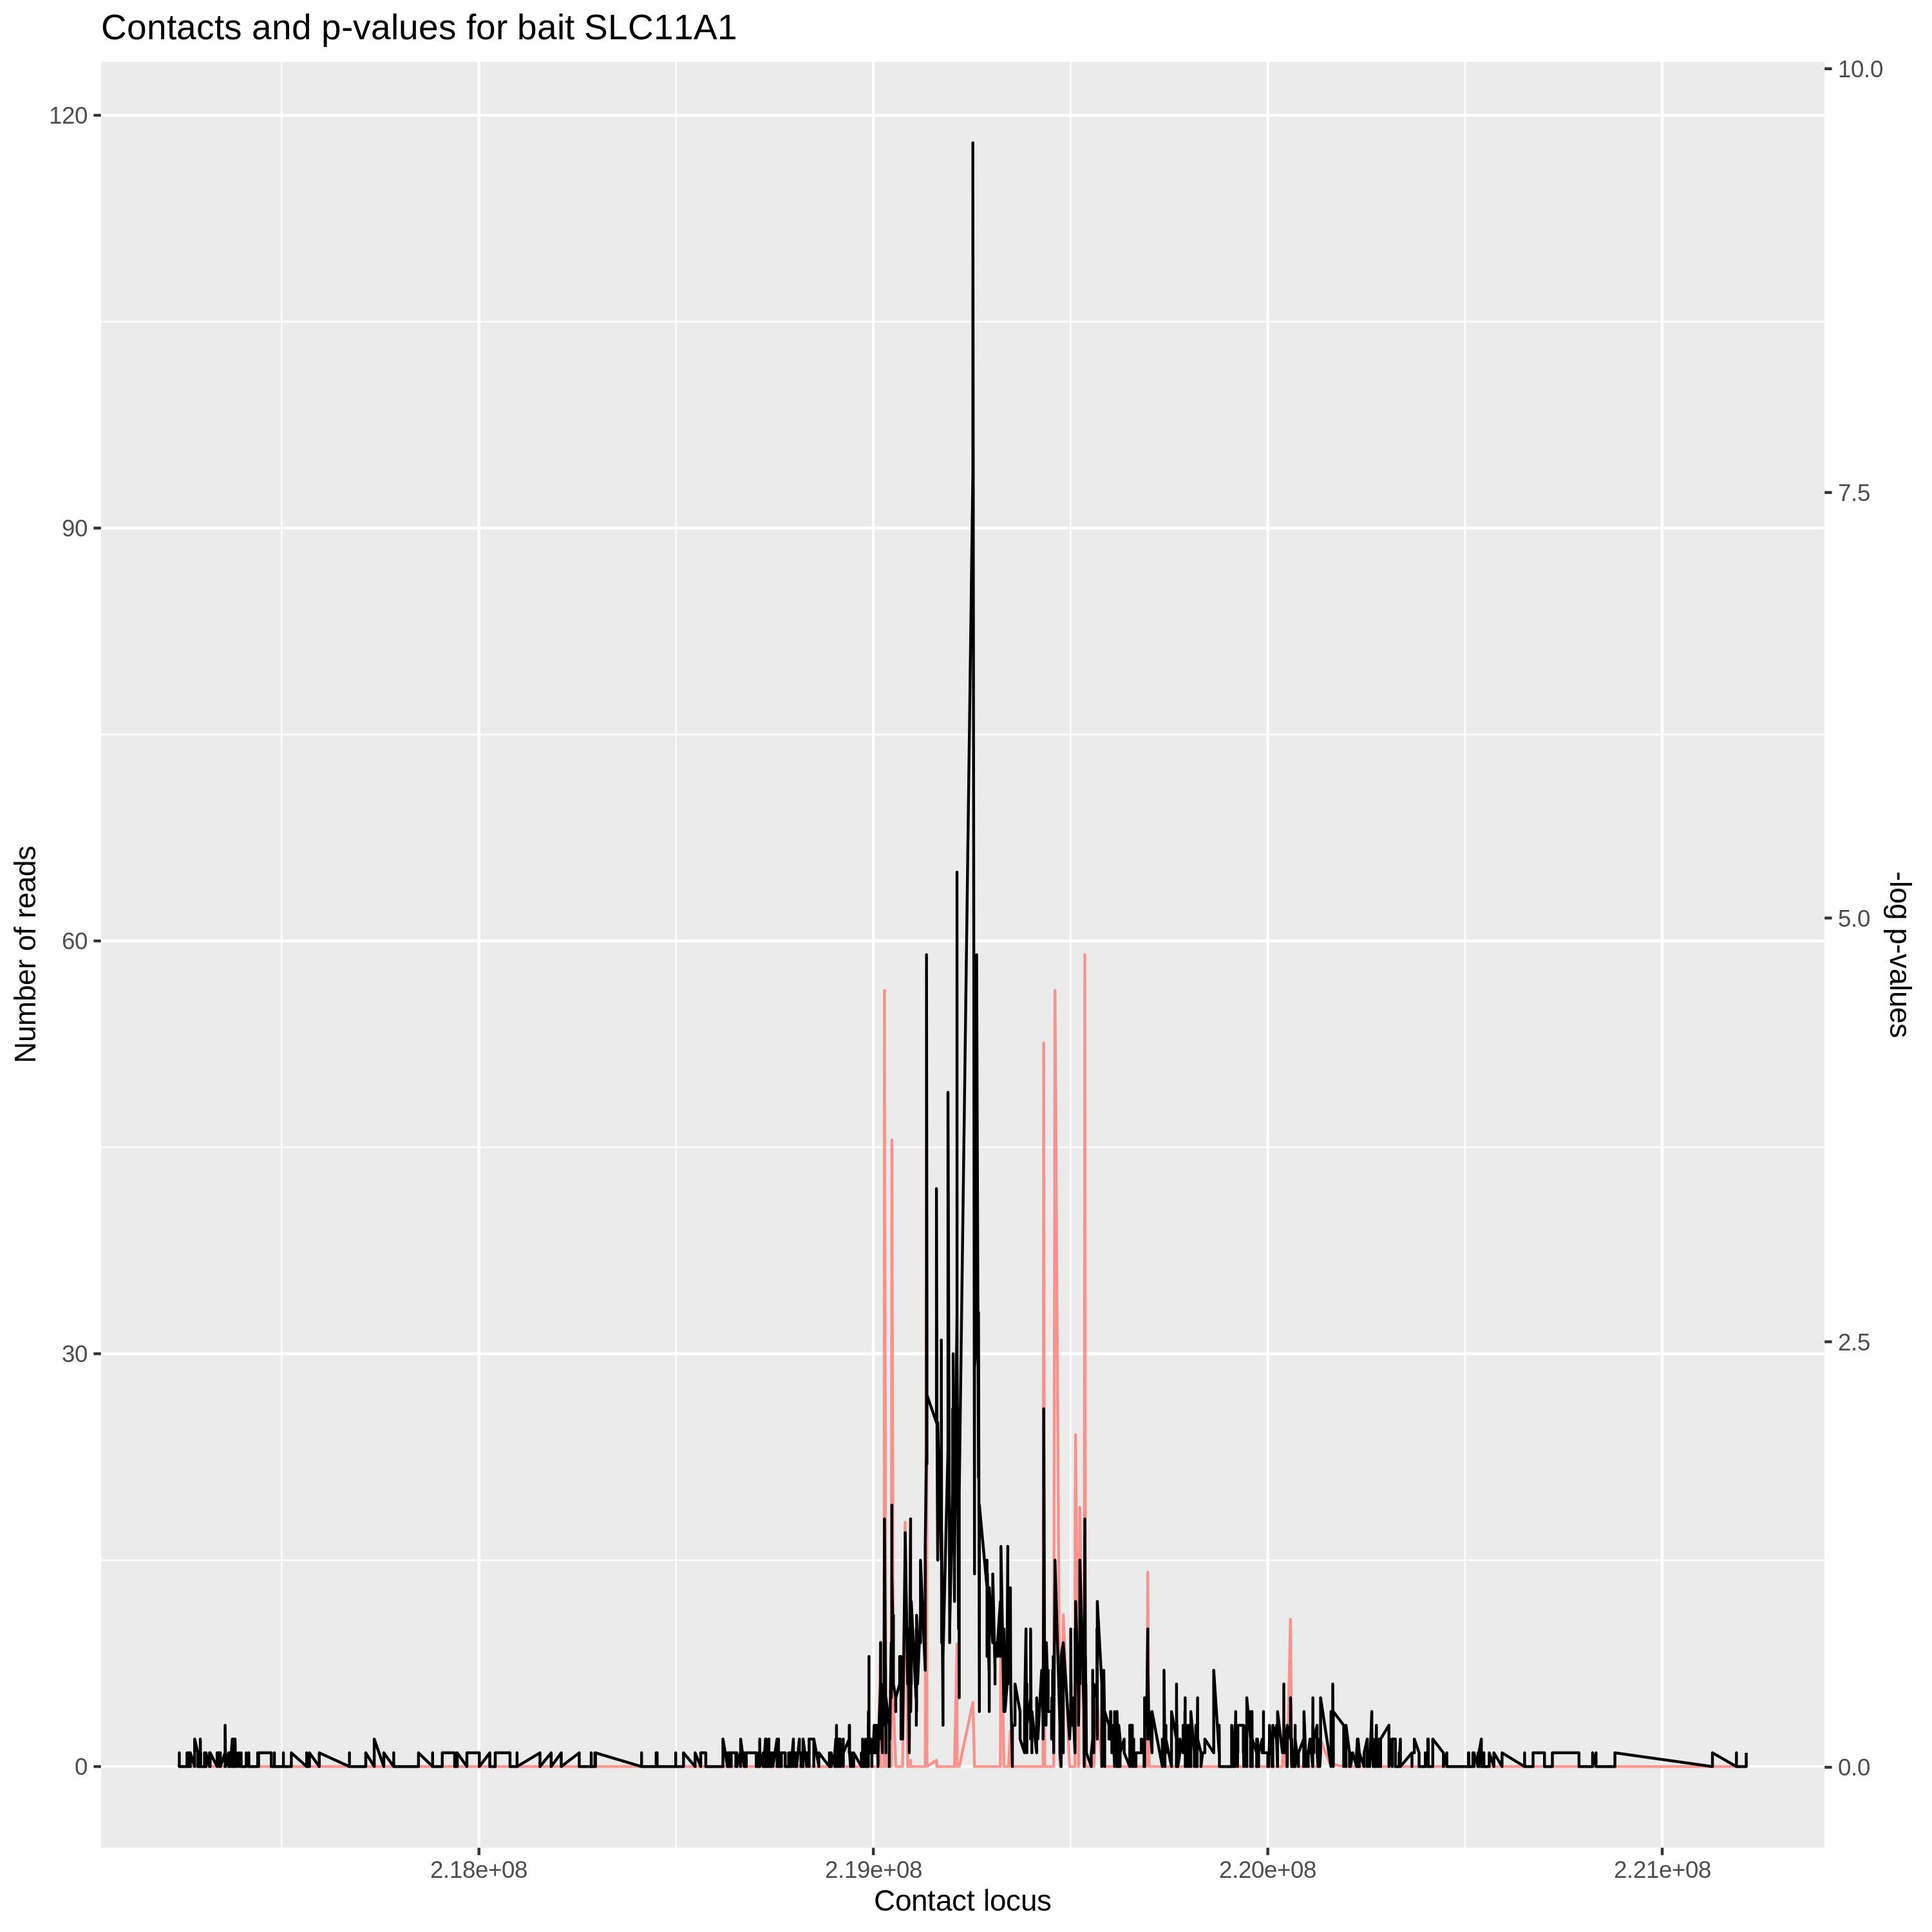 Contacts and p-values for bait SLC11A1
120
90
60
30
0
Number of reads
10.0
7.5
5.0
2.5
0.0
-log p-values
2.18e+08
2.19e+08
2.20e+08
2.21e+08
Contact locus